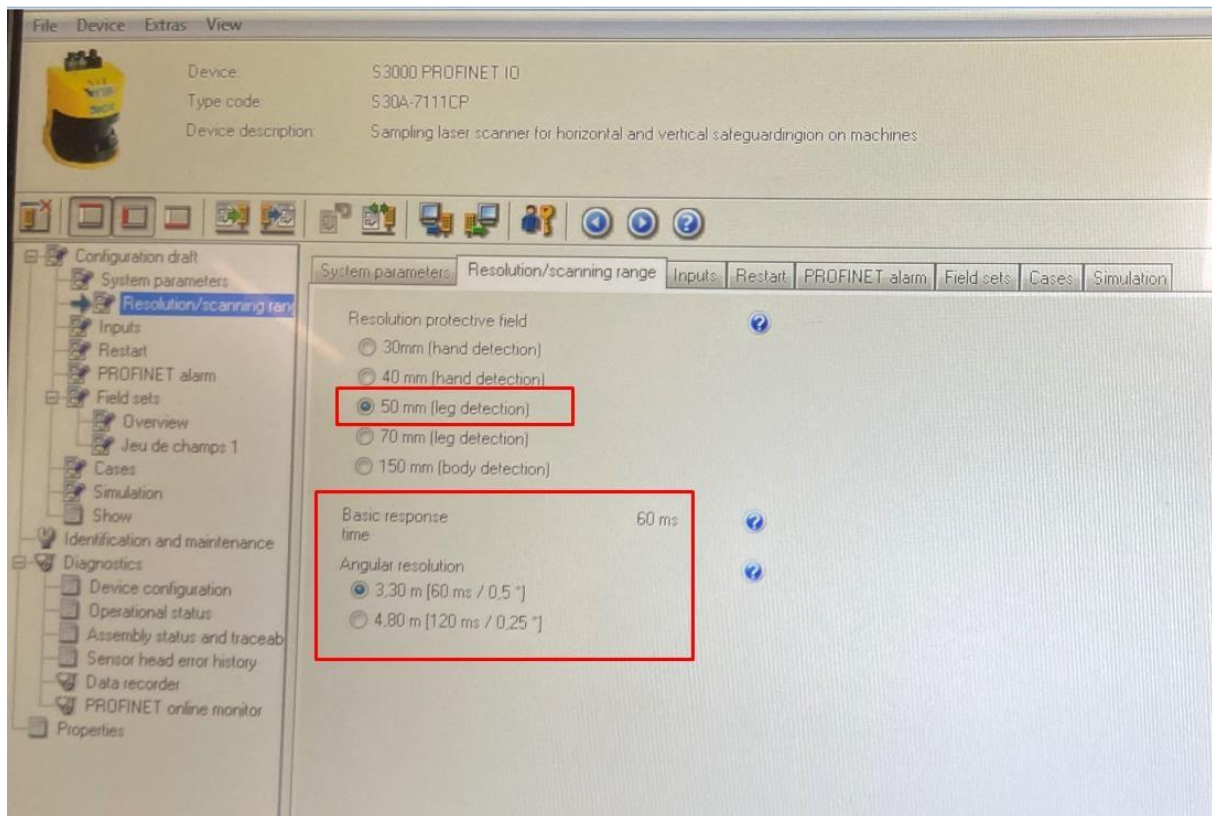 File Device Extras View
Device: S3000 PROFINET IO
Type code: S30A-7111CP
Device description: Sampling laser scanner for horizontal and vertical safeguardingion on machines
Configuration draft
System parameters
Resolution/scanning rang
Inputs
Restart
PROFINET alarm
Field sets
Overview
Jeu de champs 1
Cases
Simulation
Show
Identification and maintenance
Diagnostics
Device configuration
Operational status
Assembly status and traceab
Sensor head error history
Data recorder
PROFINET online monitor
Properties
System parameters Resolution/scanning range Inputs Restart PROFINET alarm Field sets Cases Simulation
Resolution protective field
30mm (hand detection)
40 mm (hand detection)
50 mm (leg detection)
70 mm (leg detection)
150 mm (body detection)
Basic response 60 ms
time
Angular resolution
3,30 m [60 ms / 0,5 °]
4,80 m [120 ms / 0,25 °]